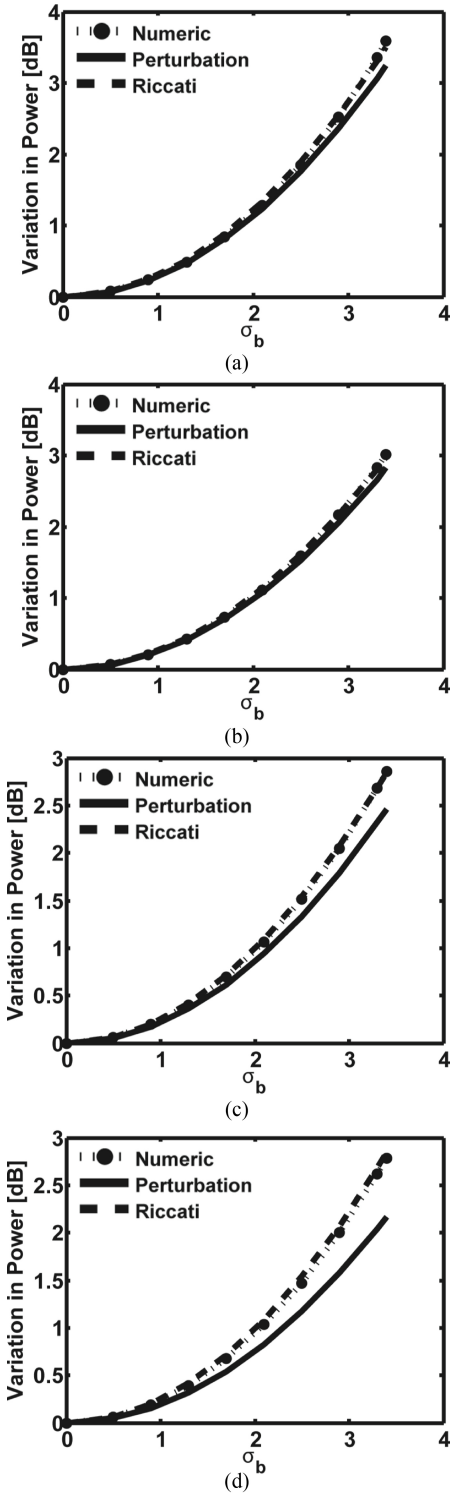 4
3
2
1
0
Variation in Power [dB]
Numeric
Perturbation
Riccati
0 1 2 3 4
σb
(a)
4
3
2
1
0
Variation in Power [dB]
Numeric
Perturbation
Riccati
0 1 2 3 4
σb
(b)
3
2.5
2
1.5
1
0.5
0
Variation in Power [dB]
Numeric
Perturbation
Riccati
0 1 2 3 4
σb
(c)
3
2.5
2
1.5
1
0.5
0
Variation in Power [dB]
Numeric
Perturbation
Riccati
0 1 2 3 4
σb
(d)